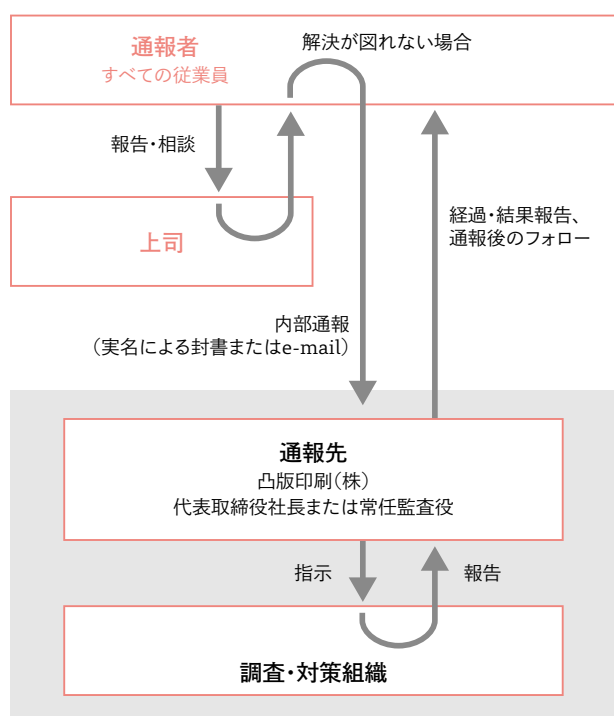 通報者
すべての従業員
解決が図れない場合
報告・相談
上司
経過・結果報告、
通報後のフォロー
内部通報
（実名による封書またはe-mail）
通報先
凸版印刷（株）
代表取締役社長または常任監査役
指示
報告
調査・対策組織